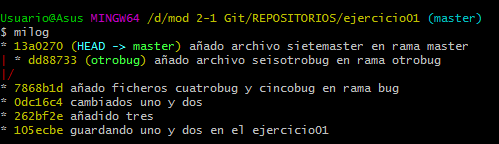 Usuario@Asus MINGW64 /d/mod 2-1 Git/REPOSITORIOS/ejercicio01 (master)
$ milog
* 13a0270 (HEAD -> master) añado archivo sietemaster en rama master
| * dd88733 (otrobug) añado archivo seisotrobug en rama otrobug
|/
* 7868b1d añado ficheros cuatrobug y cincobug en rama bug
* 0dc16c4 cambiados uno y dos
* 262bf2e añadido tres
* 105ecbe guardando uno y dos en el ejercicio01